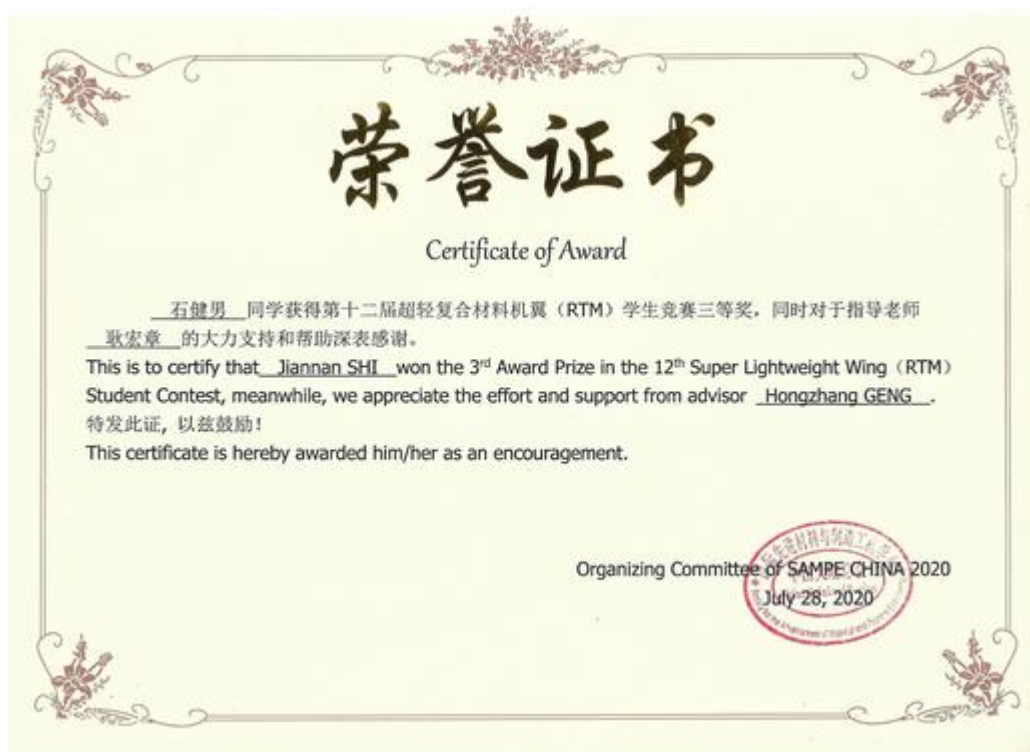 荣誉证书
Certificate of Award
石健男 同学获得第十二届超轻复合材料机翼（RTM）学生竞赛三等奖，同时对于指导老师
耿宏章 的大力支持和帮助深表感谢。
This is to certify that Jiannan SHI won the 3rd Award Prize in the 12th Super Lightweight Wing（RTM）
Student Contest, meanwhile, we appreciate the effort and support from advisor Hongzhang GENG .
特发此证, 以兹鼓励！
This certificate is hereby awarded him/her as an encouragement.
Organizing Committee of SAMPE CHINA 2020
July 28, 2020